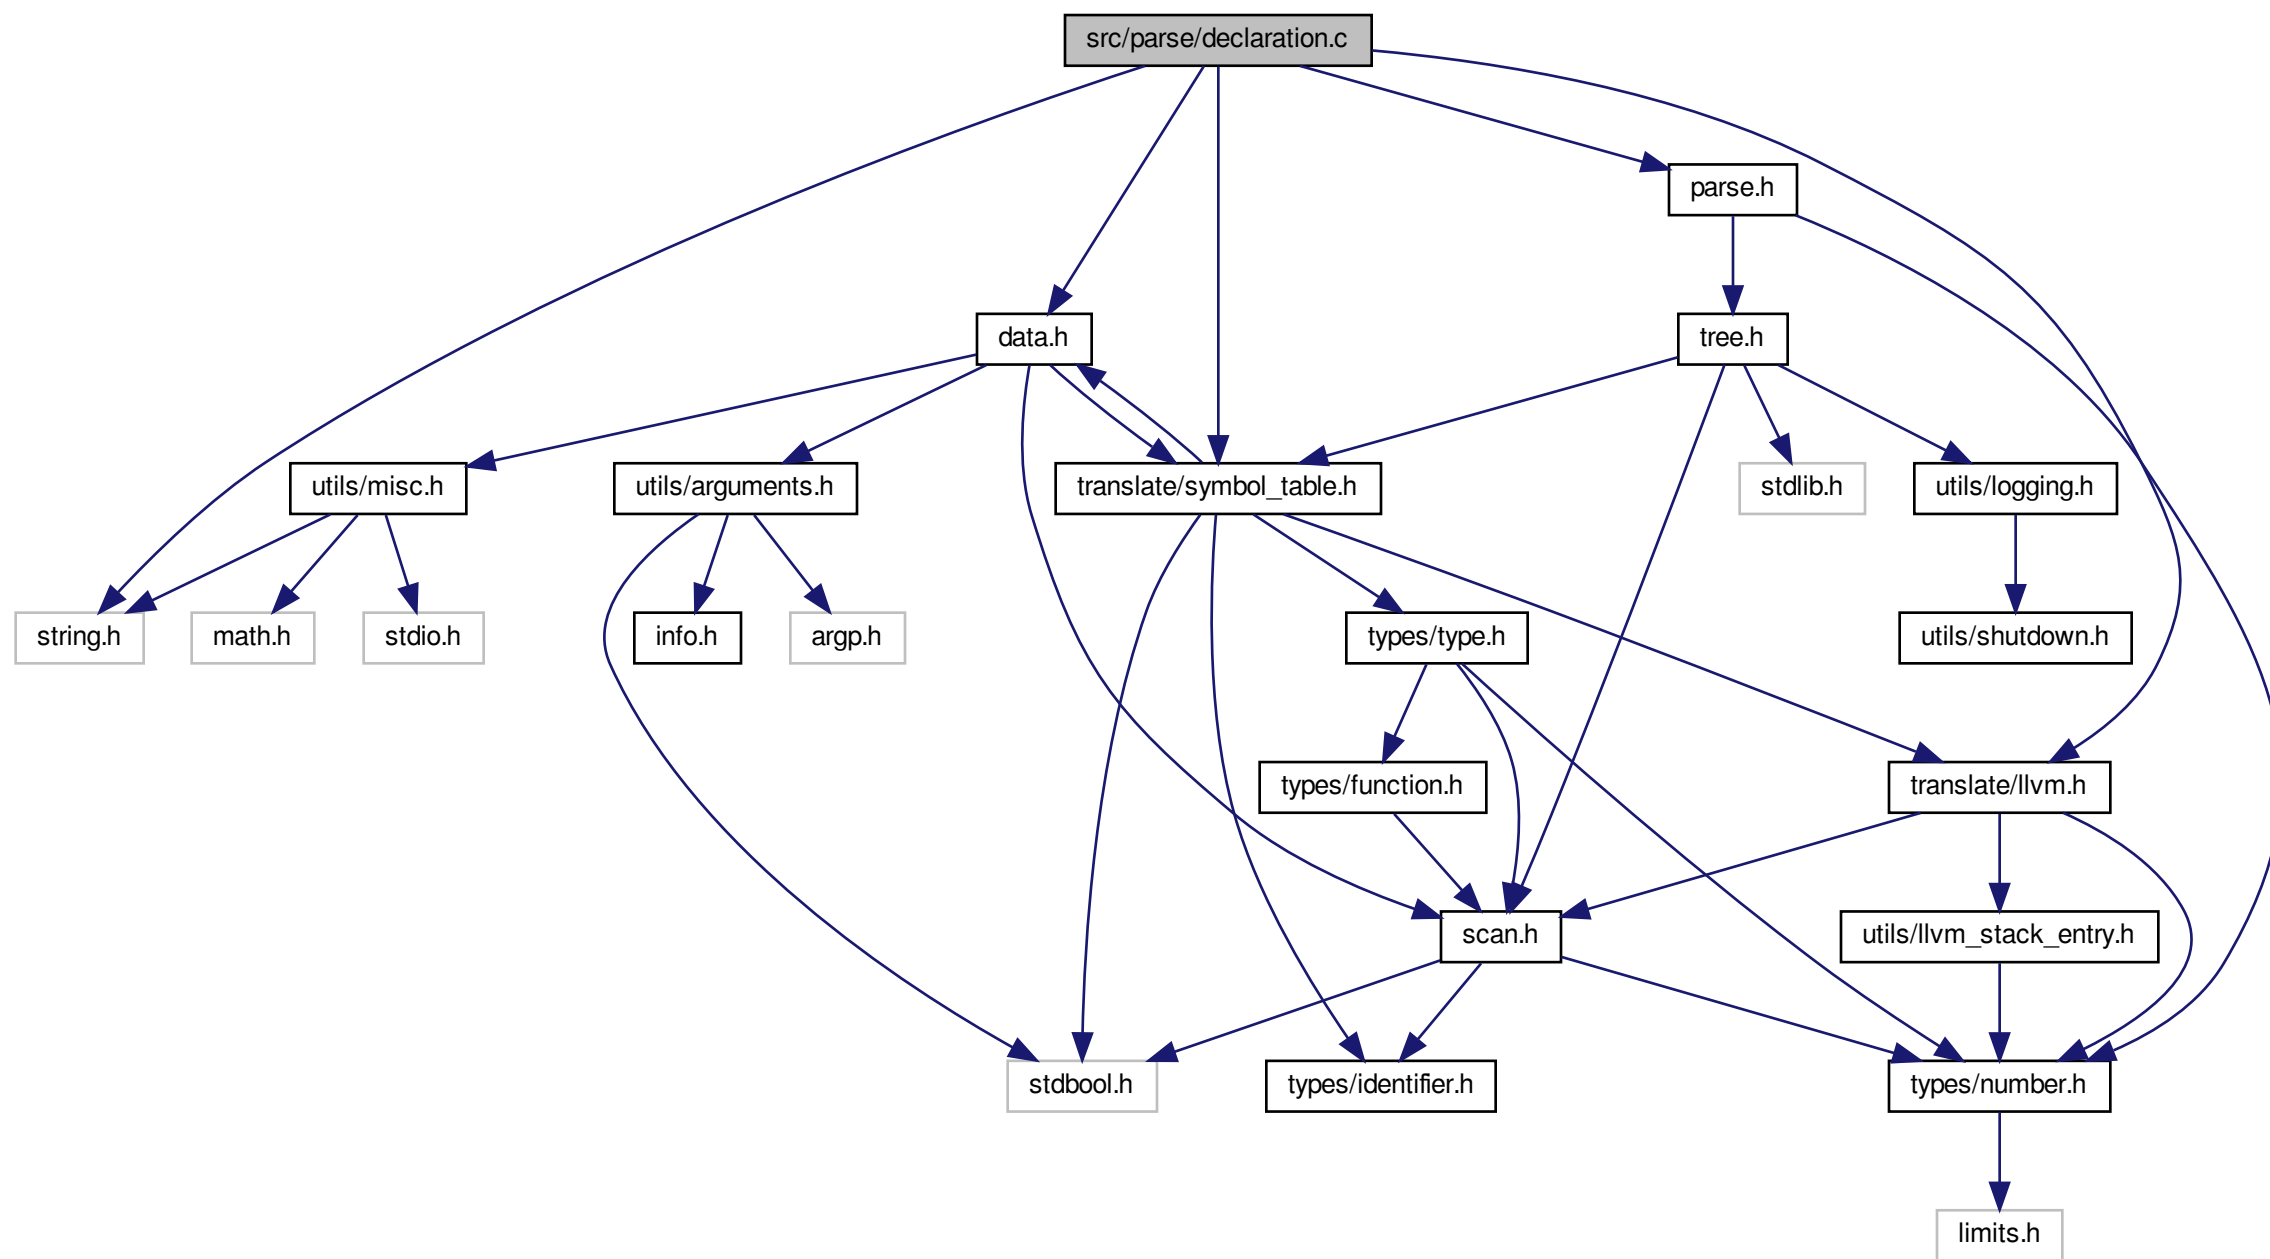 src/parse/declaration.c
parse.h
data.h
tree.h
utils/misc.h
utils/arguments.h
translate/symbol_table.h
stdlib.h
utils/logging.h
string.h
math.h
stdio.h
info.h
argp.h
types/type.h
utils/shutdown.h
types/function.h
translate/llvm.h
scan.h
utils/llvm_stack_entry.h
stdbool.h
types/identifier.h
types/number.h
limits.h